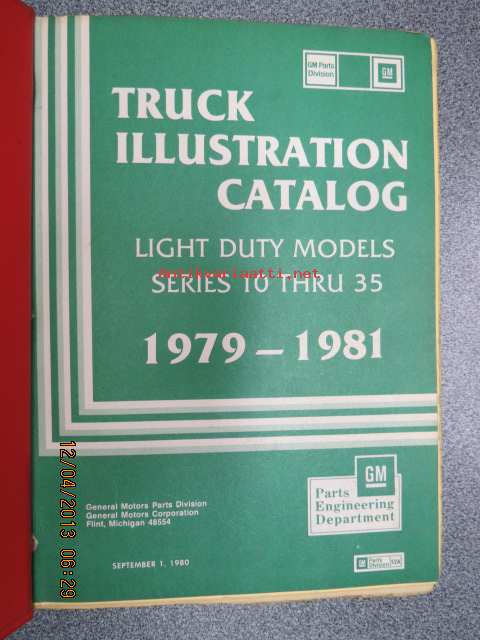 GM Parts
Division
GM
TRUCK
ILLUSTRATION
CATALOG
LIGHT DUTY MODELS
antikvariaatti.net
SERIES 10 THRU 35
1979 – 1981
GM
Parts
Engineering
Department
General Motors Parts Division
General Motors Corporation
Flint, Michigan 48554
SEPTEMBER 1, 1980
GM
Parts
Division
12/04/2013 06:29